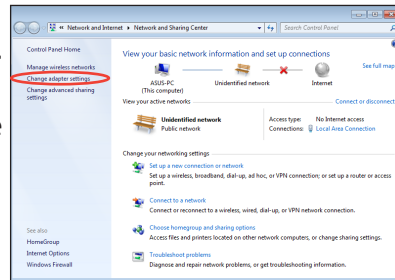 Network and Internet ▸ Network and Sharing Center
Search Control Panel
Control Panel Home
Manage wireless networks
Change adapter settings
Change advanced sharing
settings
View your basic network information and set up connections
See full map
ASUS-PC
(This computer)
Unidentified network
Internet
View your active networks
Connect or disconnect
Unidentified network
Public network
Access type: No Internet access
Connections: Local Area Connection
Change your networking settings
Set up a new connection or network
Set up a wireless, broadband, dial-up, ad hoc, or VPN connection; or set up a router or access
point.
Connect to a network
Connect or reconnect to a wireless, wired, dial-up, or VPN network connection.
Choose homegroup and sharing options
Access files and printers located on other network computers, or change sharing settings.
Troubleshoot problems
Diagnose and repair network problems, or get troubleshooting information.
See also
HomeGroup
Internet Options
Windows Firewall